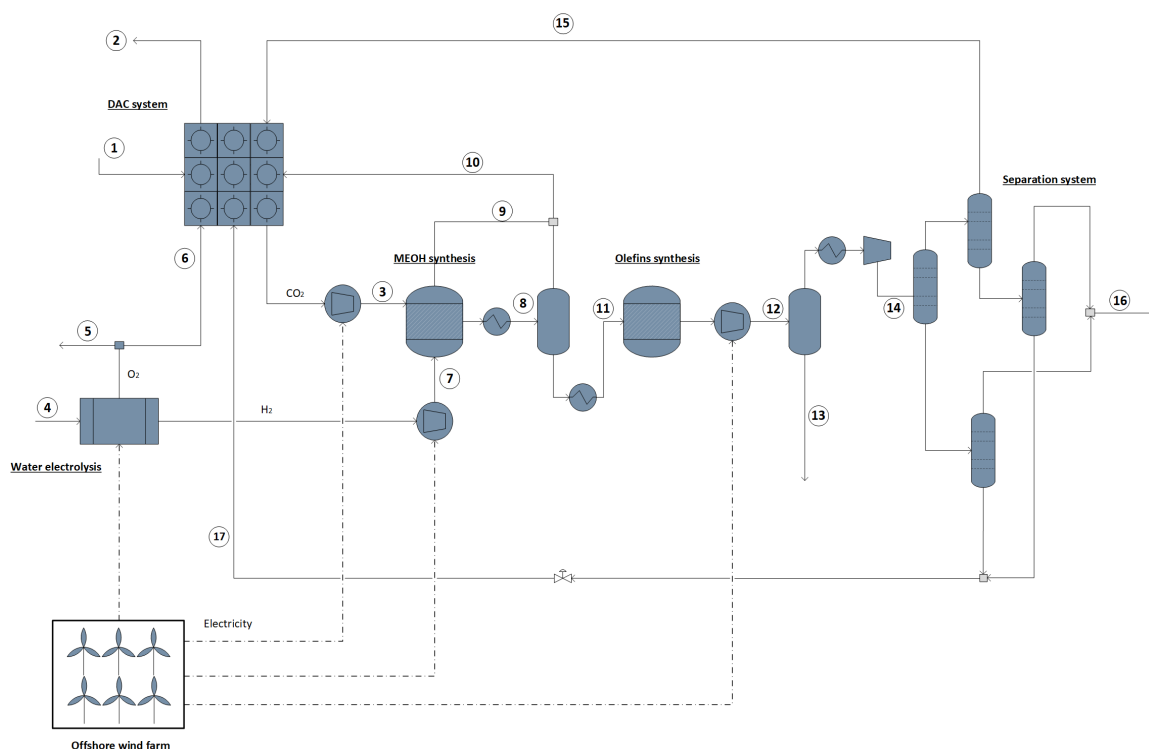 15
2
DAC system
1
10
Separation system
9
6
MEOH synthesis
Olefins synthesis
CO2
3
8
11
12
14
16
5
O2
7
4
H2
13
Water electrolysis
17
Electricity
Offshore wind farm